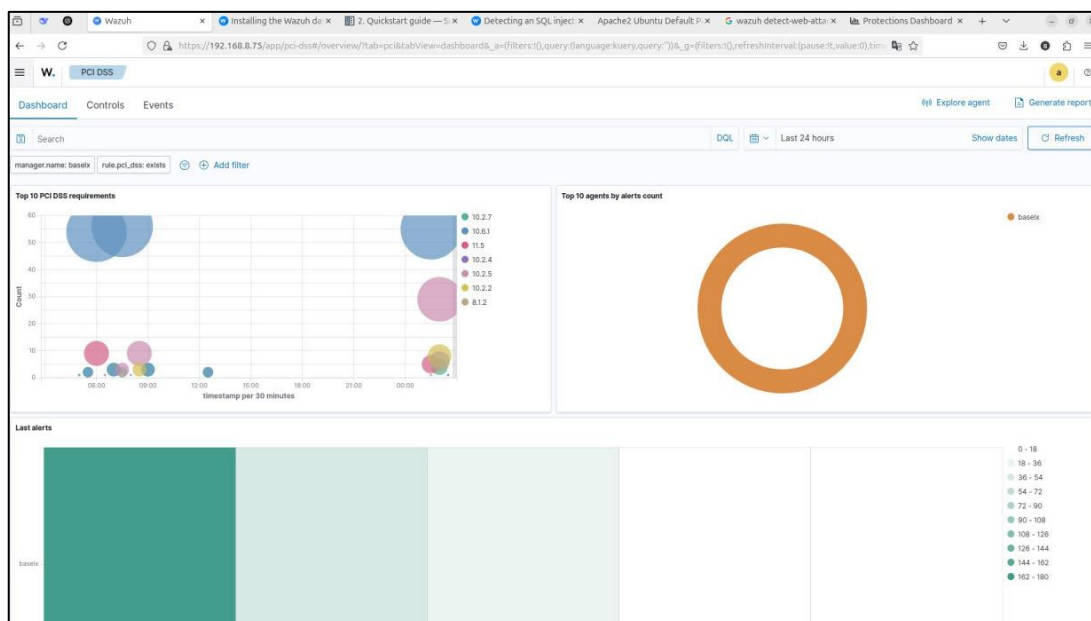 Wazuh
Installing the Wazuh da
2. Quickstart guide — S
Detecting an SQL inject
Apache2 Ubuntu Default P
wazuh detect-web-atta
Protections Dashboard
https://192.168.8.75/app/pci-dss#/overview/?tab=pci&tabView=dashboard&_a=(filters:!(),query:(language:kuery,query:''))&_g=(filters:!(),refreshInterval:(pause:!t,value:0),tim
W.
PCI DSS
a
Dashboard
Controls
Events
Explore agent
Generate report
Search
DQL
Last 24 hours
Show dates
Refresh
manager.name: baseix
rule.pci_dss: exists
Add filter
Top 10 PCI DSS requirements
60
50
40
30
20
10
0
Count
06:00
09:00
12:00
15:00
18:00
21:00
00:00
timestamp per 30 minutes
10.2.7
10.6.1
11.5
10.2.4
10.2.5
10.2.2
8.1.2
Top 10 agents by alerts count
baseix
Last alerts
baseix
0 - 18
18 - 36
36 - 54
54 - 72
72 - 90
90 - 108
108 - 126
126 - 144
144 - 162
162 - 180